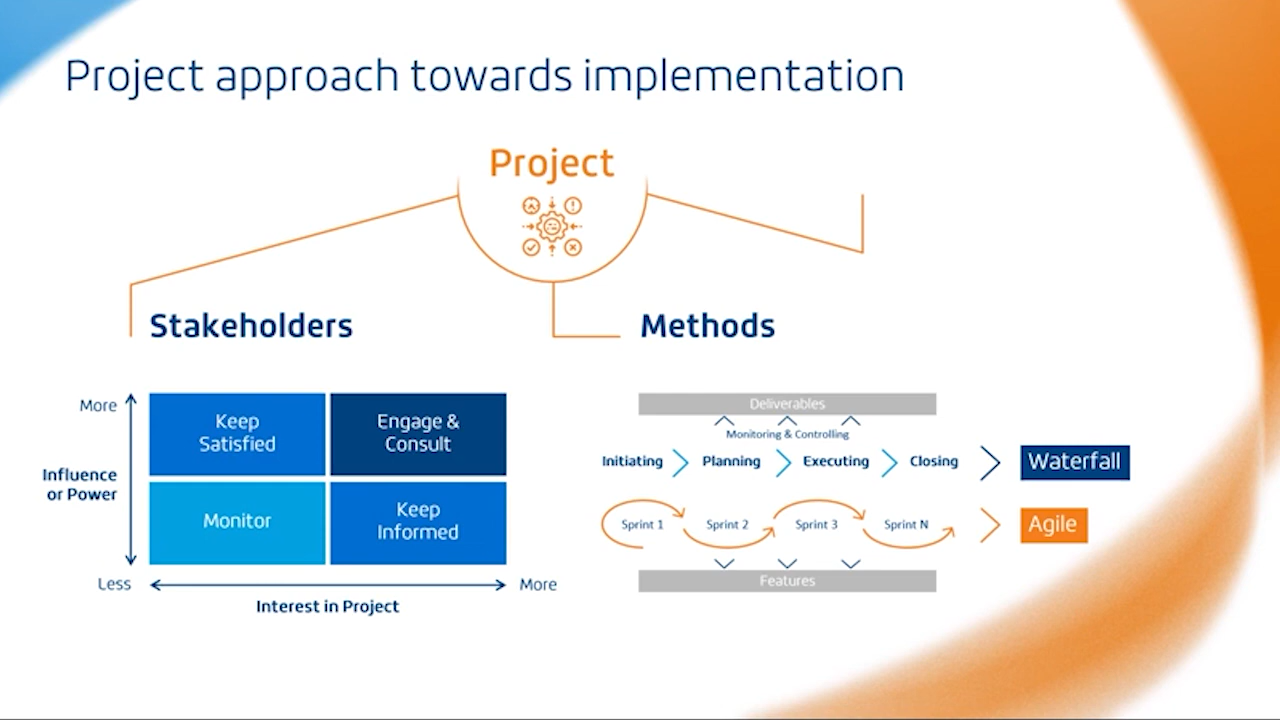 Project approach towards implementation
Project
Stakeholders
Methods
More
Influence
or Power
Less
Keep
Satisfied
Engage &
Consult
Monitor
Keep
Informed
More
Interest in Project
Deliverables
Monitoring & Controlling
Initiating Planning Executing Closing Waterfall
Sprint 1 Sprint 2 Sprint 3 Sprint N Agile
Features